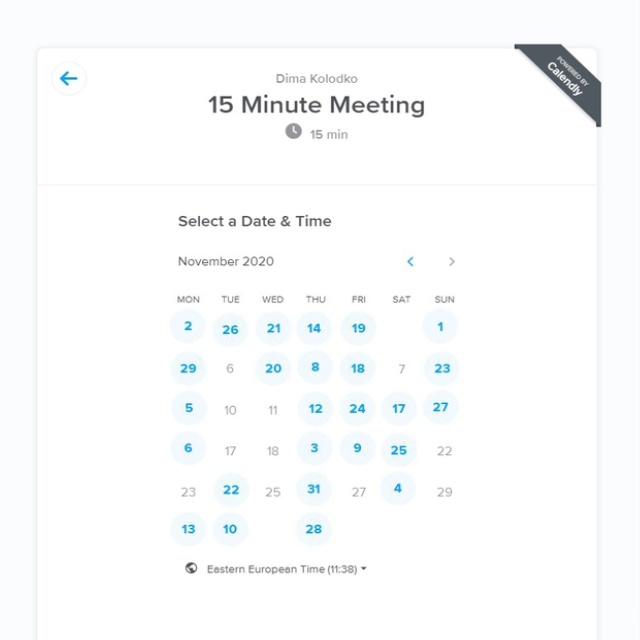 Dima Kolodko
POWERED BY
Calendly
15 Minute Meeting
15 min
Select a Date & Time
November 2020
MON TUE WED THU FRI SAT SUN
2 26 21 14 19 1
29 6 20 8 18 7 23
5 10 11 12 24 17 27
6 17 18 3 9 25 22
23 22 25 31 27 4 29
13 10 28
Eastern European Time (11:38)